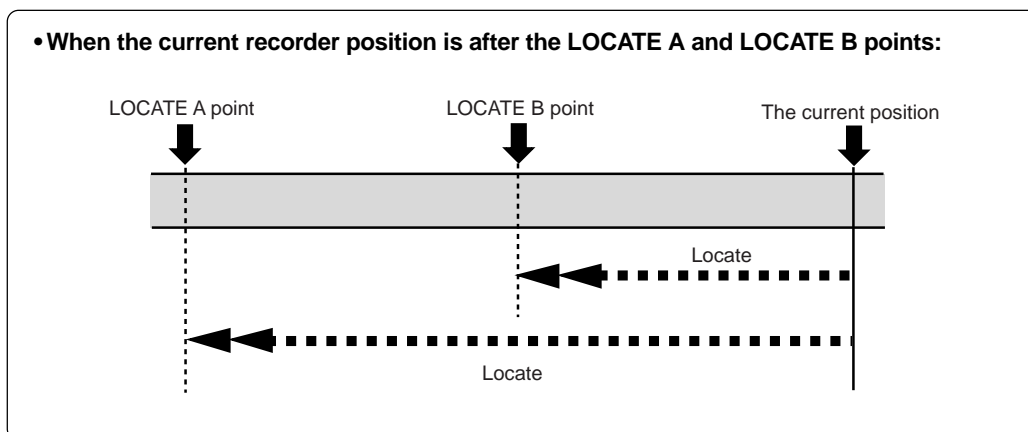 • When the current recorder position is after the LOCATE A and LOCATE B points:
LOCATE A point
LOCATE B point
The current position
Locate
Locate